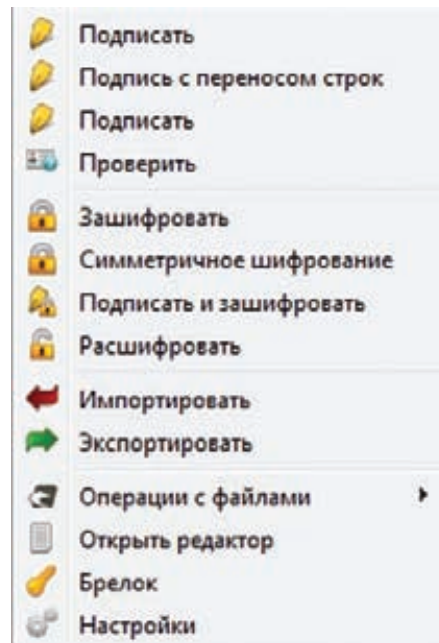 Подписать
Подпись с переносом строк
Подписать
Проверить
Зашифровать
Симметричное шифрование
Подписать и зашифровать
Расшифровать
Импортировать
Экспортировать
Операции с файлами
Открыть редактор
Брелок
Настройки